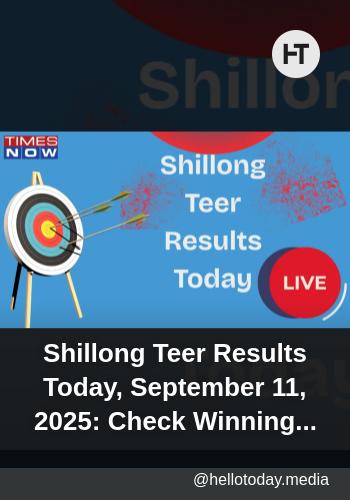 HT
Shillon
TIMES
NOW
Shillong
Teer
Results
Today
LIVE
Shillong Teer Results
Today, September 11,
2025: Check Winning...
@hellotoday.media